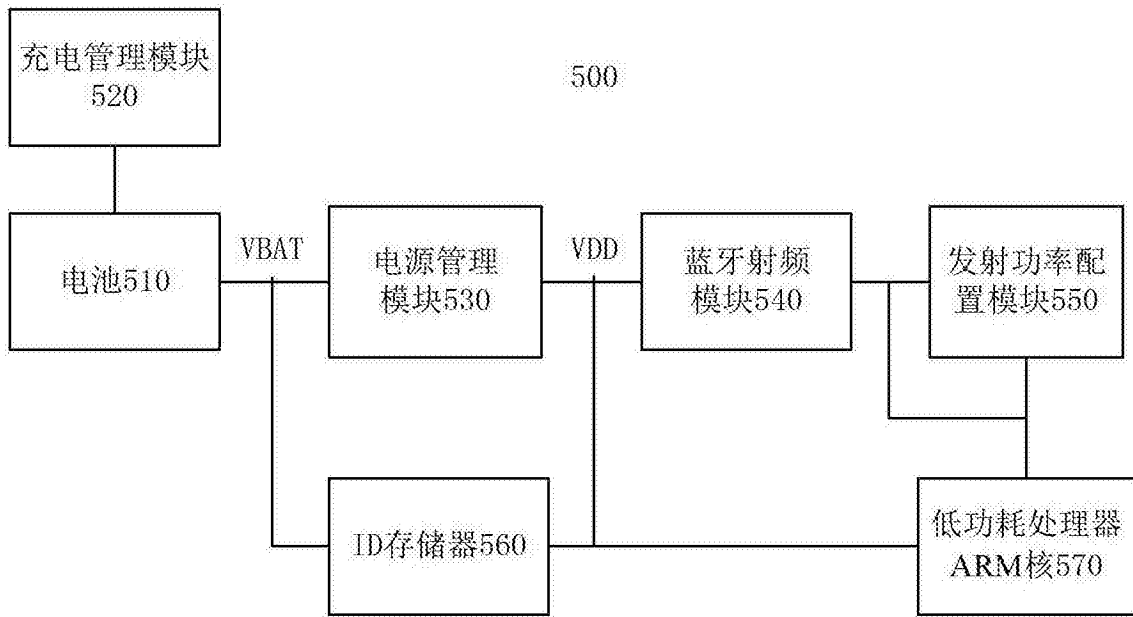 充电管理模块
520
500
电池510
VBAT
电源管理
模块530
VDD
蓝牙射频
模块540
发射功率配
置模块550
ID存储器560
低功耗处理器
ARM核570